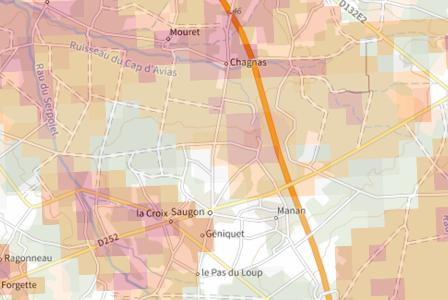 D132E2
Mouret
Ruisseau du Cap d'Avias
Chagnas
Rau du Serpolet
la Croix
Saugon
Manan
Géniquet
D252
Ragonneau
le Pas du Loup
Forgette